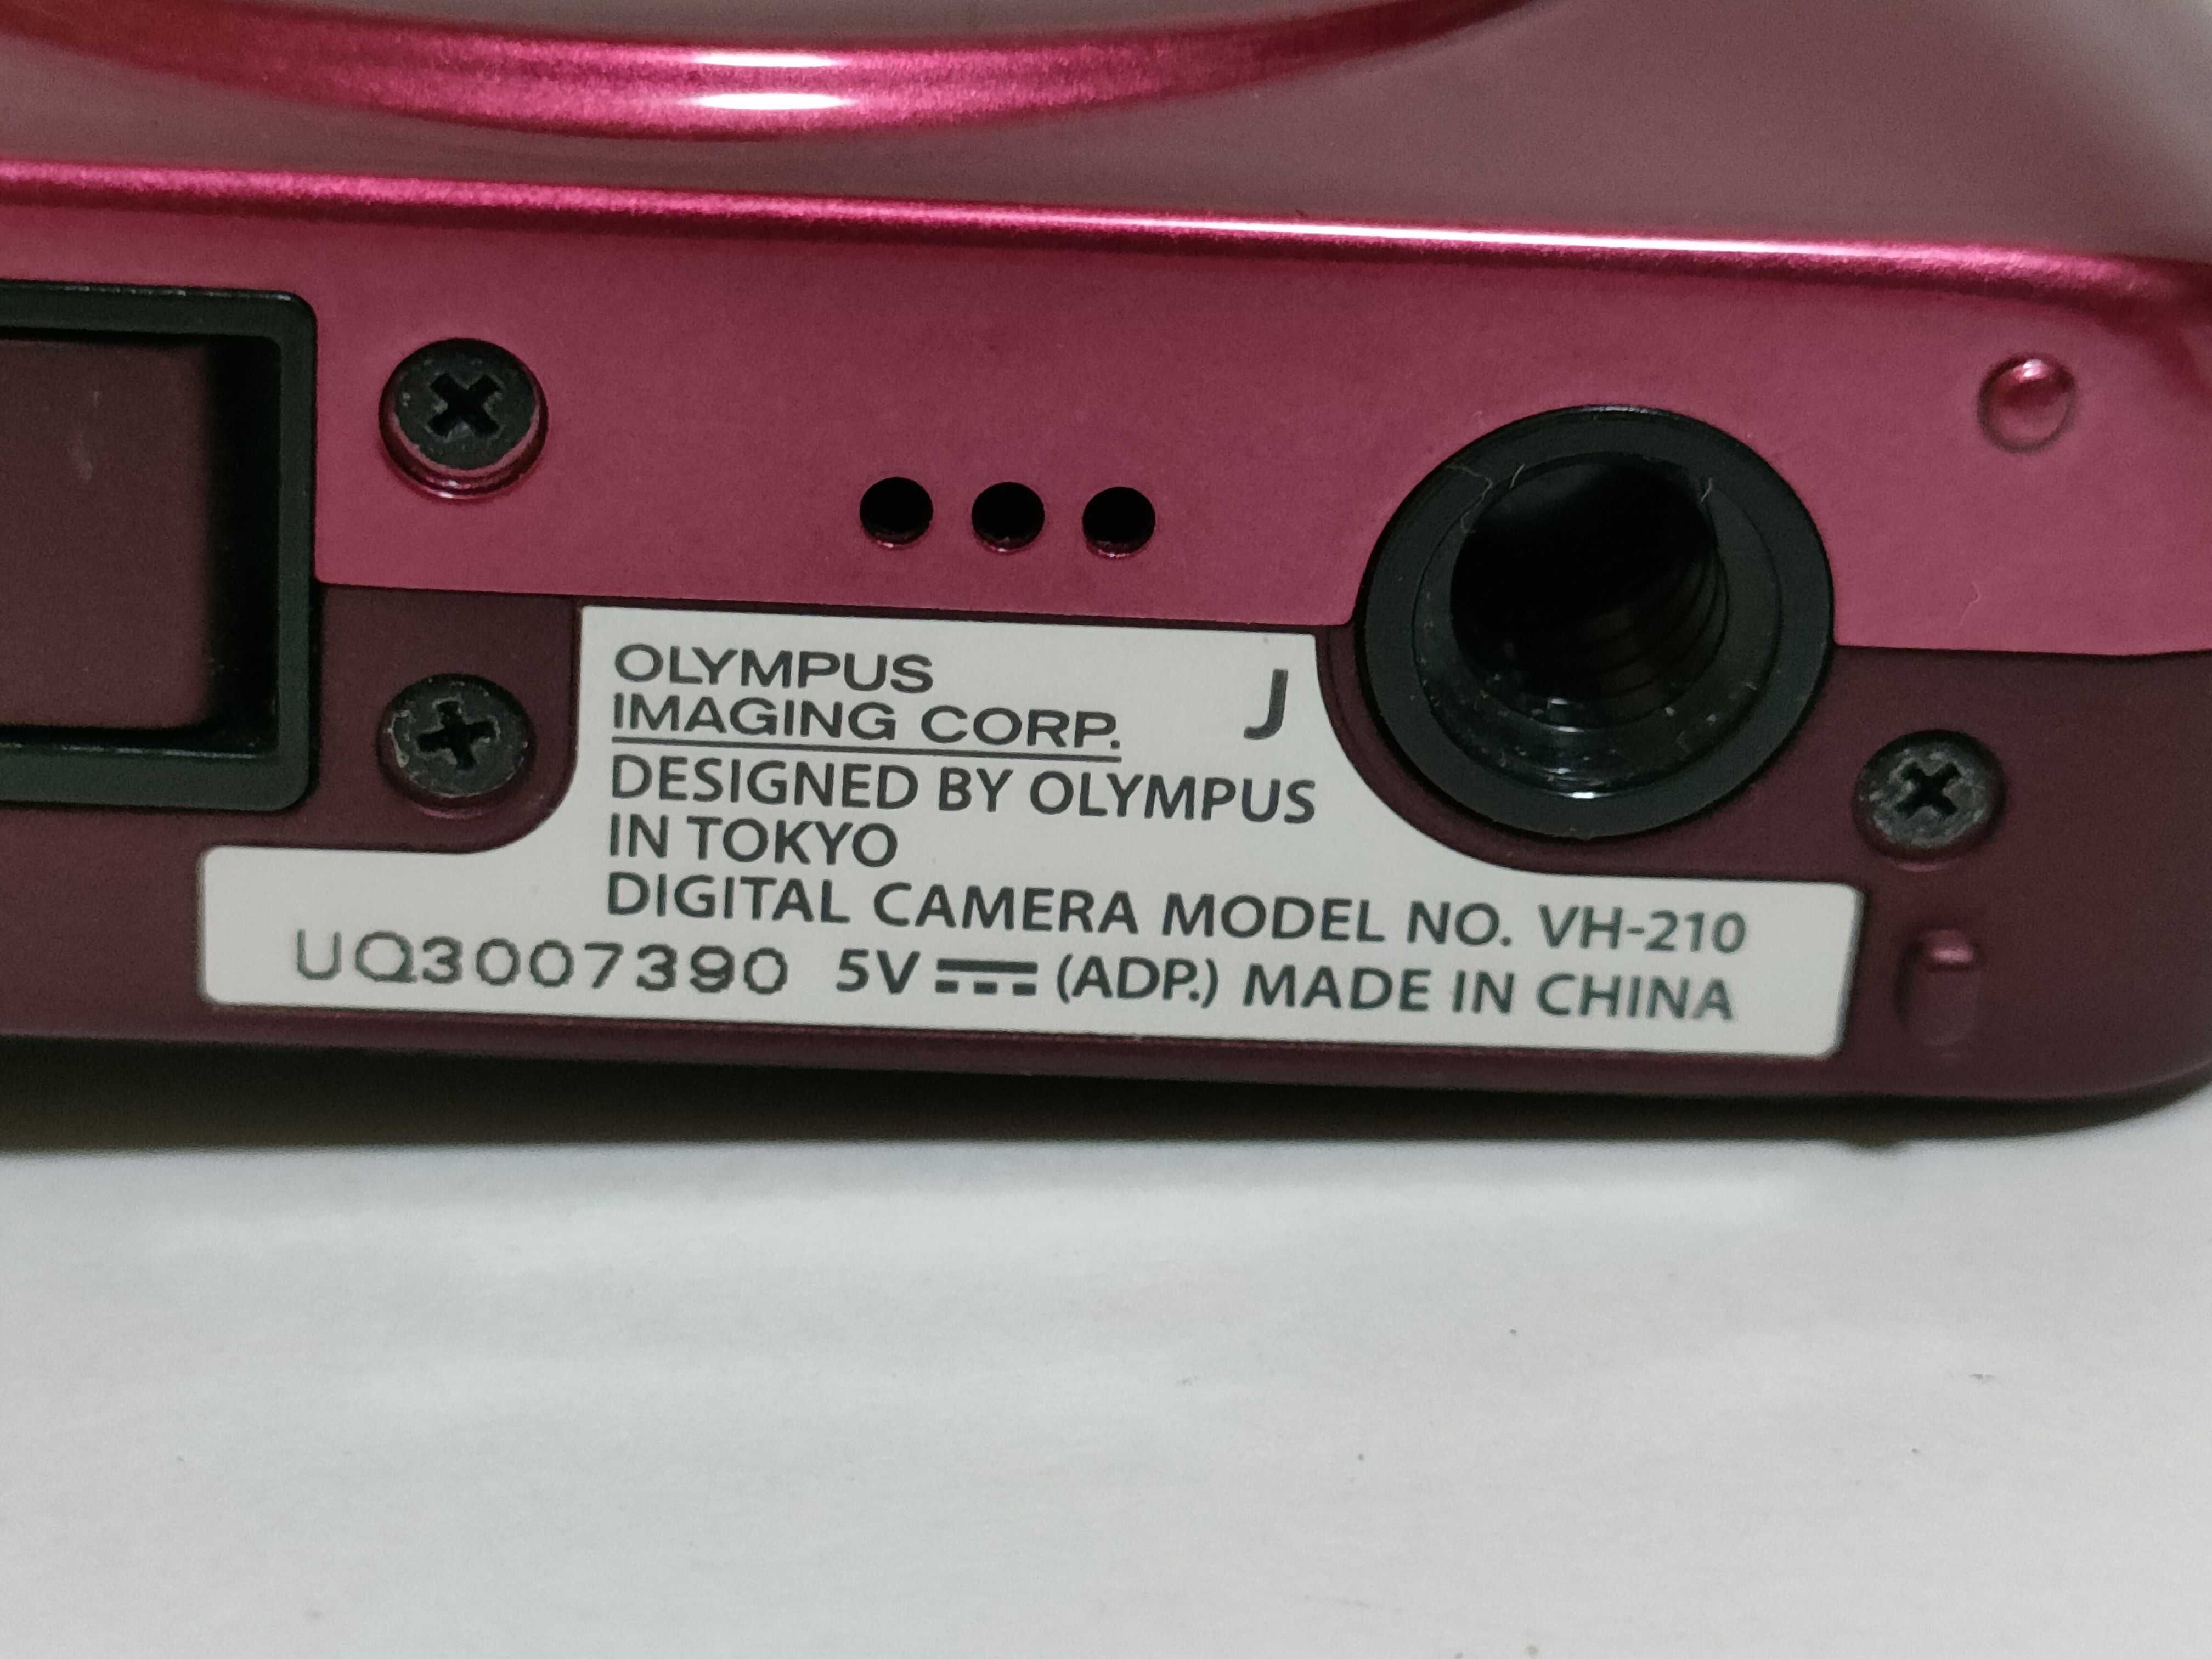 OLYMPUS
IMAGING CORP.
J
DESIGNED BY OLYMPUS
IN TOKYO
DIGITAL CAMERA MODEL NO. VH-210
UQ3007390 5V ⎓ (ADP.) MADE IN CHINA